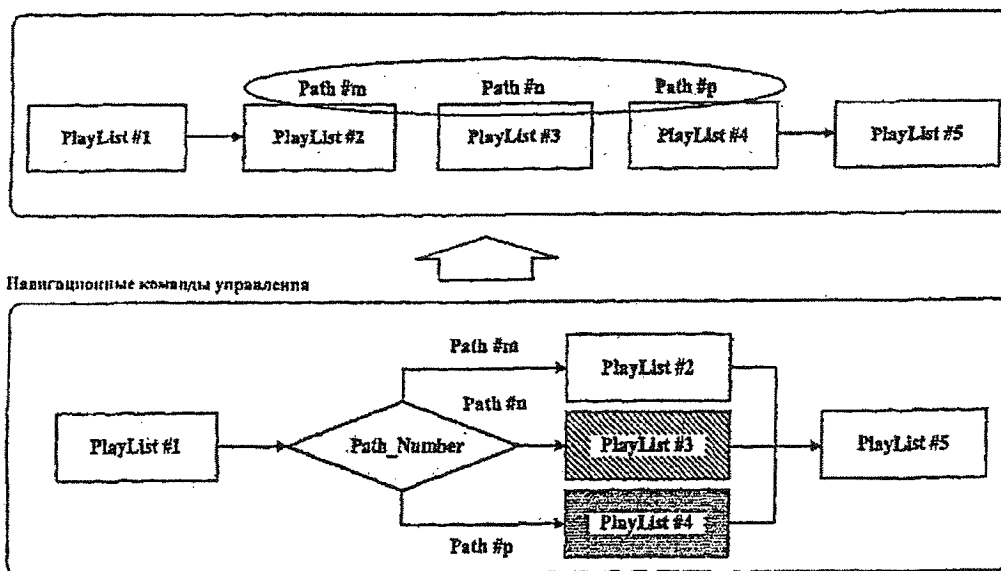 Path #m
Path #n
Path #p
PlayList #1
PlayList #2
PlayList #3
PlayList #4
PlayList #5
Навигационные команды управления
Path #m
PlayList #2
Path #n
PlayList #1
Path_Number
PlayList #3
PlayList #5
PlayList #4
Path #p